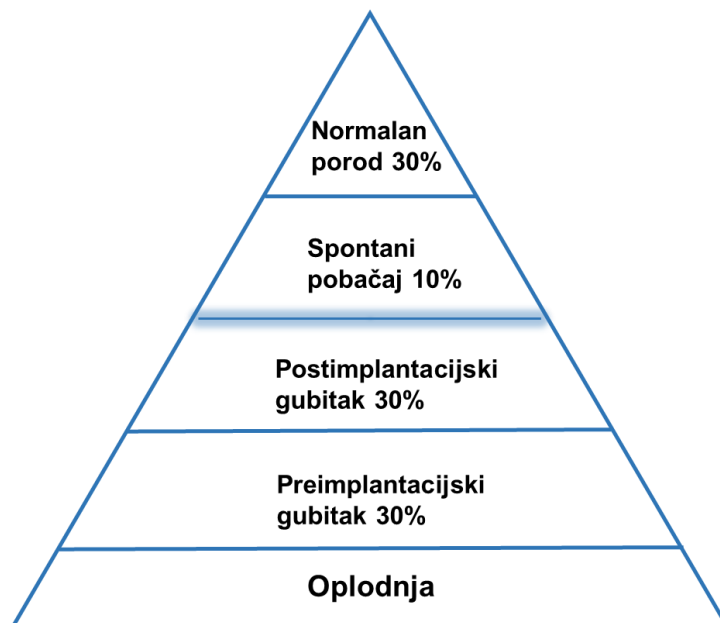 Normalan
porod 30%
Spontani
pobačaj 10%
Postimplantacijski
gubitak 30%
Preimplantacijski
gubitak 30%
Oplodnja